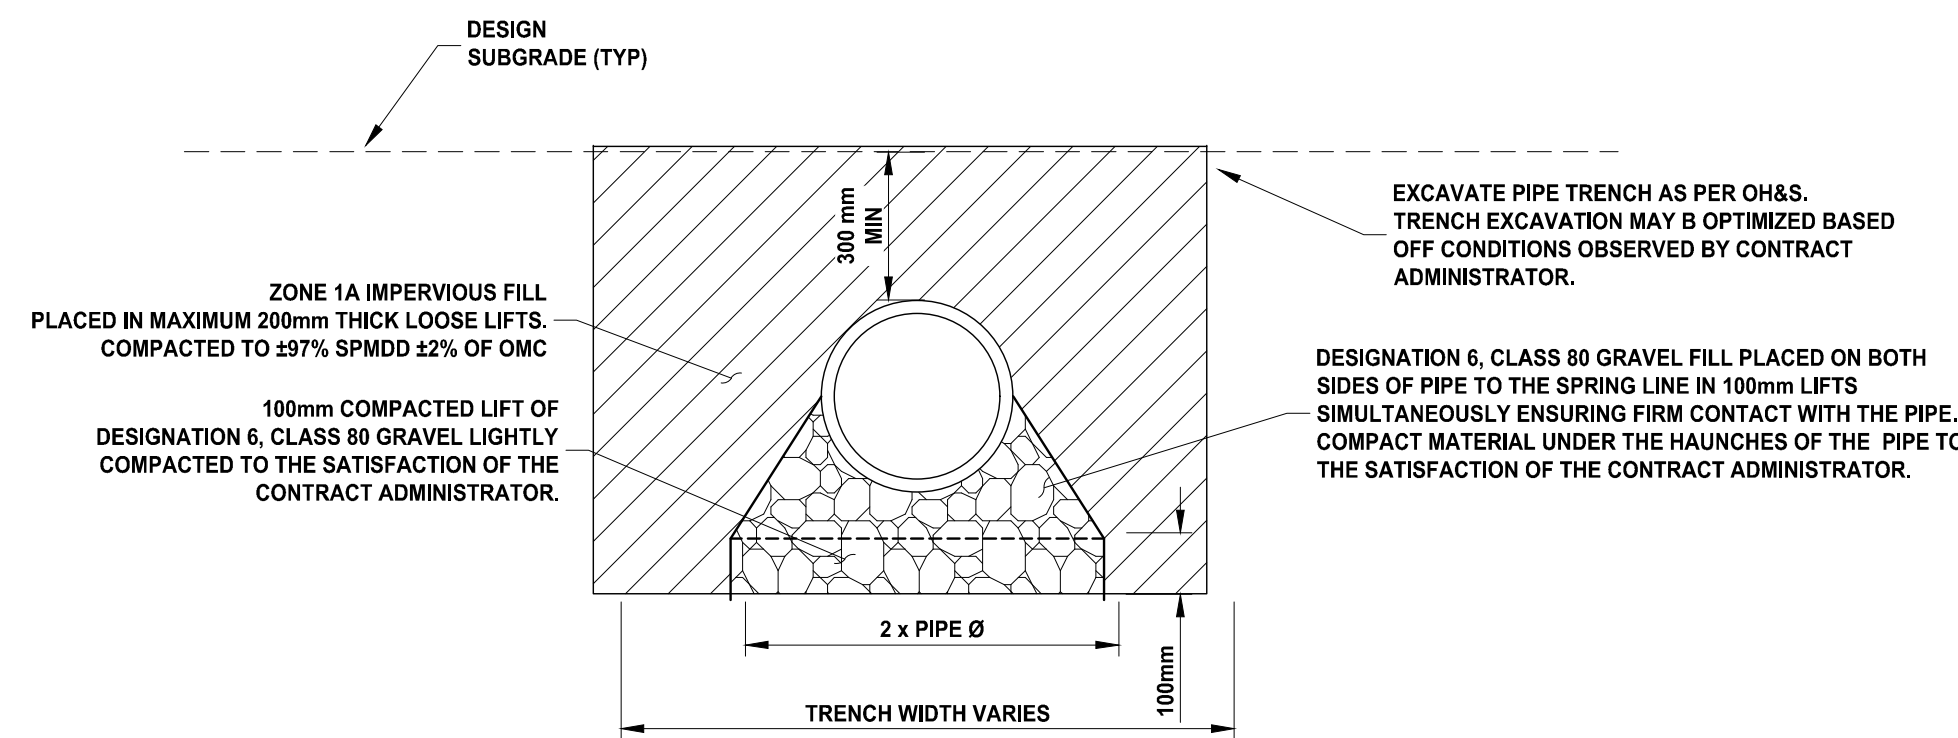 DESIGN
SUBGRADE (TYP)
300 mm
MIN
EXCAVATE PIPE TRENCH AS PER OH&S.
TRENCH EXCAVATION MAY B OPTIMIZED BASED
OFF CONDITIONS OBSERVED BY CONTRACT
ADMINISTRATOR.
ZONE 1A IMPERVIOUS FILL
PLACED IN MAXIMUM 200mm THICK LOOSE LIFTS.
COMPACTED TO ±97% SPMDD ±2% OF OMC
DESIGNATION 6, CLASS 80 GRAVEL FILL PLACED ON BOTH
SIDES OF PIPE TO THE SPRING LINE IN 100mm LIFTS
SIMULTANEOUSLY ENSURING FIRM CONTACT WITH THE PIPE.
COMPACT MATERIAL UNDER THE HAUNCHES OF THE PIPE TO
THE SATISFACTION OF THE CONTRACT ADMINISTRATOR.
100mm COMPACTED LIFT OF
DESIGNATION 6, CLASS 80 GRAVEL LIGHTLY
COMPACTED TO THE SATISFACTION OF THE
CONTRACT ADMINISTRATOR.
2 x PIPE Ø
100mm
TRENCH WIDTH VARIES